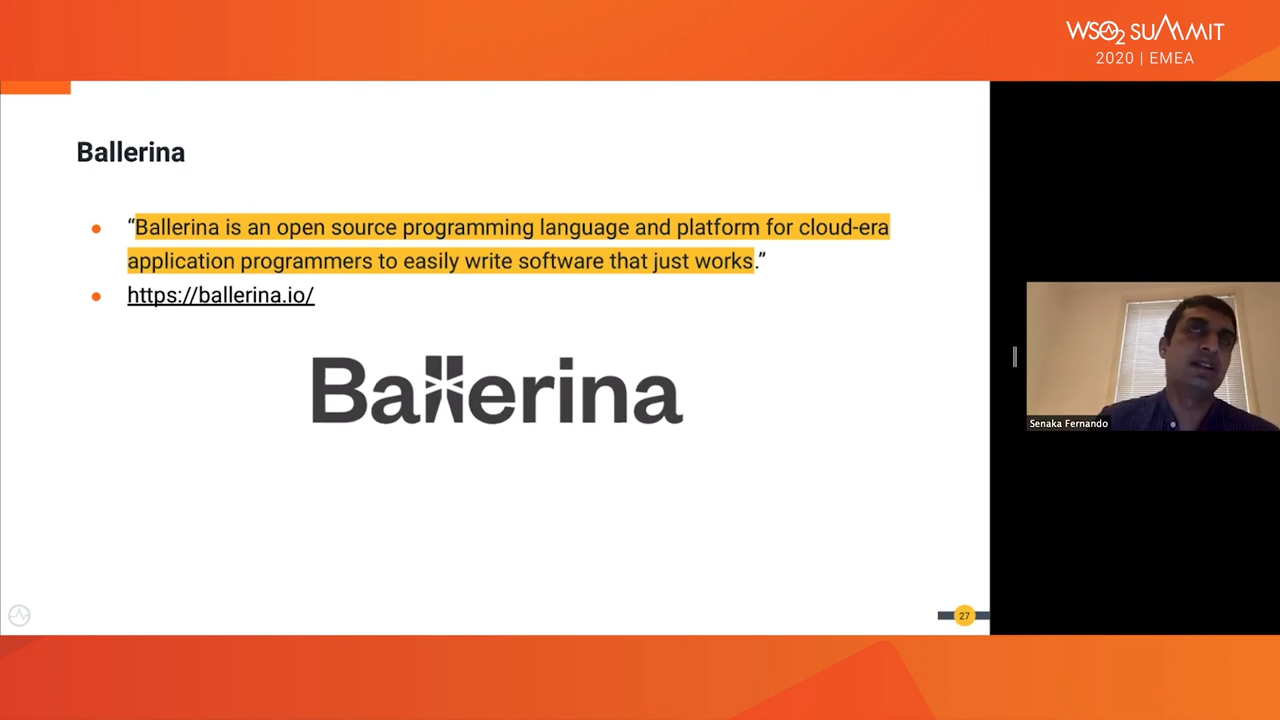 WSO2 SUMMIT
2020 | EMEA
Ballerina
“Ballerina is an open source programming language and platform for cloud-era
application programmers to easily write software that just works.”
https://ballerina.io/
Ballerina
Senaka Fernando
27